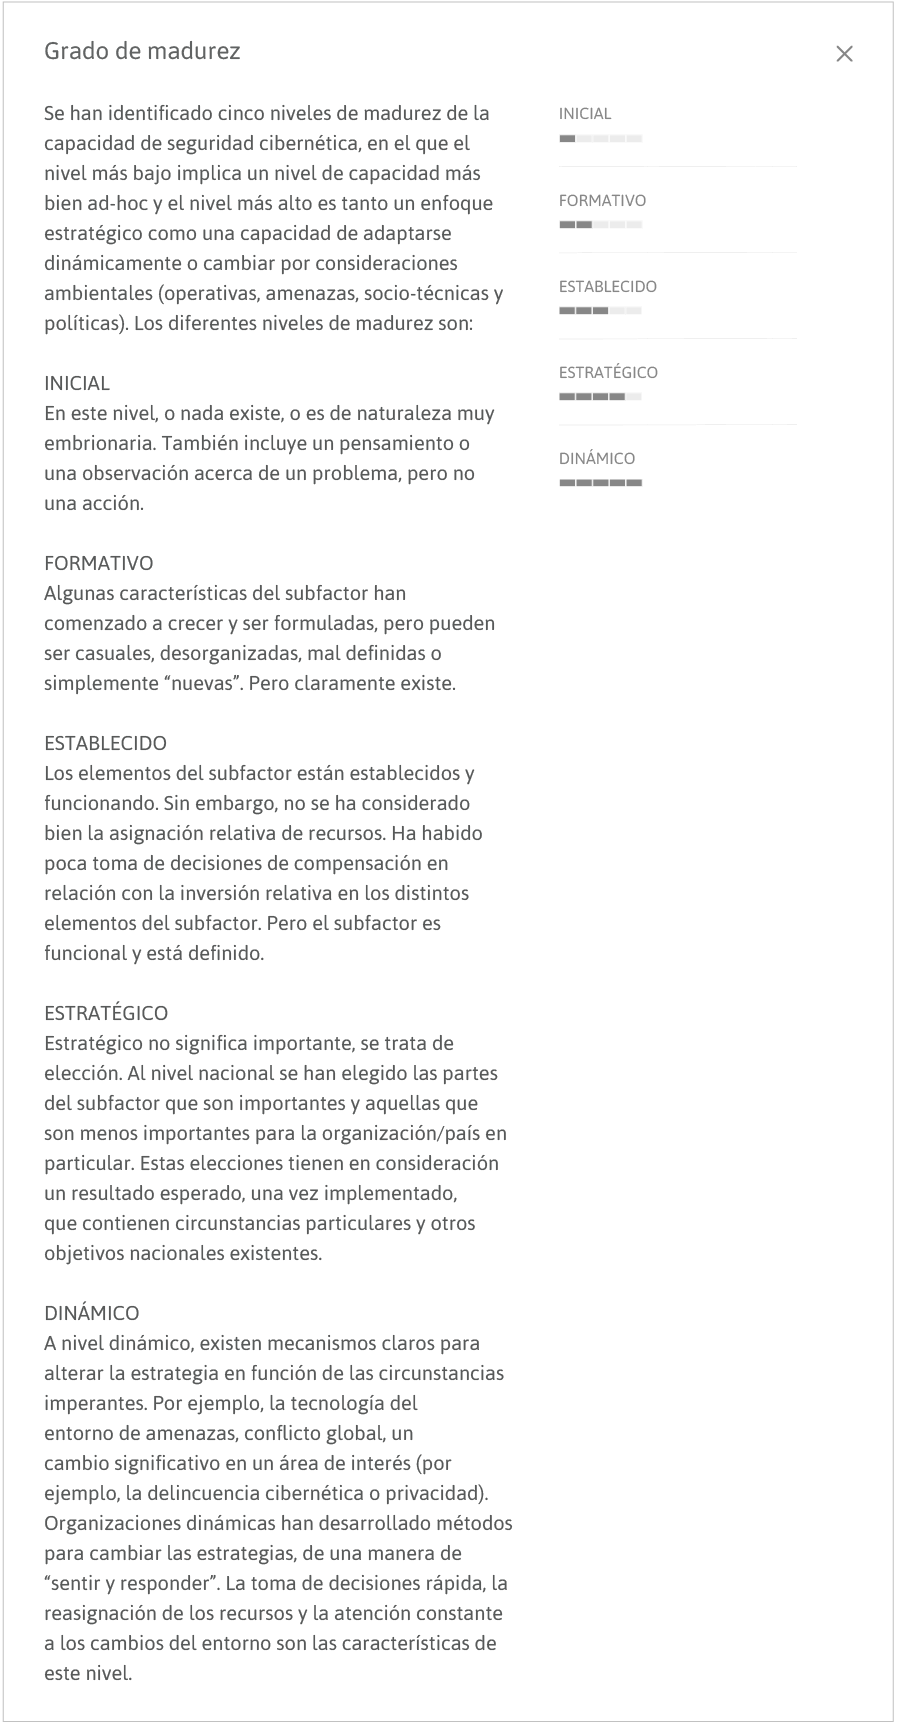 Grado de madurez
Se han identificado cinco niveles de madurez de la
capacidad de seguridad cibernética, en el que el
nivel más bajo implica un nivel de capacidad más
bien ad-hoc y el nivel más alto es tanto un enfoque
estratégico como una capacidad de adaptarse
dinámicamente o cambiar por consideraciones
ambientales (operativas, amenazas, socio-técnicas y
políticas). Los diferentes niveles de madurez son:
INICIAL
En este nivel, o nada existe, o es de naturaleza muy
embrionaria. También incluye un pensamiento o
una observación acerca de un problema, pero no
una acción.
FORMATIVO
Algunas características del subfactor han
comenzado a crecer y ser formuladas, pero pueden
ser casuales, desorganizadas, mal definidas o
simplemente “nuevas”. Pero claramente existe.
ESTABLECIDO
Los elementos del subfactor están establecidos y
funcionando. Sin embargo, no se ha considerado
bien la asignación relativa de recursos. Ha habido
poca toma de decisiones de compensación en
relación con la inversión relativa en los distintos
elementos del subfactor. Pero el subfactor es
funcional y está definido.
ESTRATÉGICO
Estratégico no significa importante, se trata de
elección. Al nivel nacional se han elegido las partes
del subfactor que son importantes y aquellas que
son menos importantes para la organización/país en
particular. Estas elecciones tienen en consideración
un resultado esperado, una vez implementado,
que contienen circunstancias particulares y otros
objetivos nacionales existentes.
DINÁMICO
A nivel dinámico, existen mecanismos claros para
alterar la estrategia en función de las circunstancias
imperantes. Por ejemplo, la tecnología del
entorno de amenazas, conflicto global, un
cambio significativo en un área de interés (por
ejemplo, la delincuencia cibernética o privacidad).
Organizaciones dinámicas han desarrollado métodos
para cambiar las estrategias, de una manera de
“sentir y responder”. La toma de decisiones rápida, la
reasignación de los recursos y la atención constante
a los cambios del entorno son las características de
este nivel.
INICIAL
FORMATIVO
ESTABLECIDO
ESTRATÉGICO
DINÁMICO